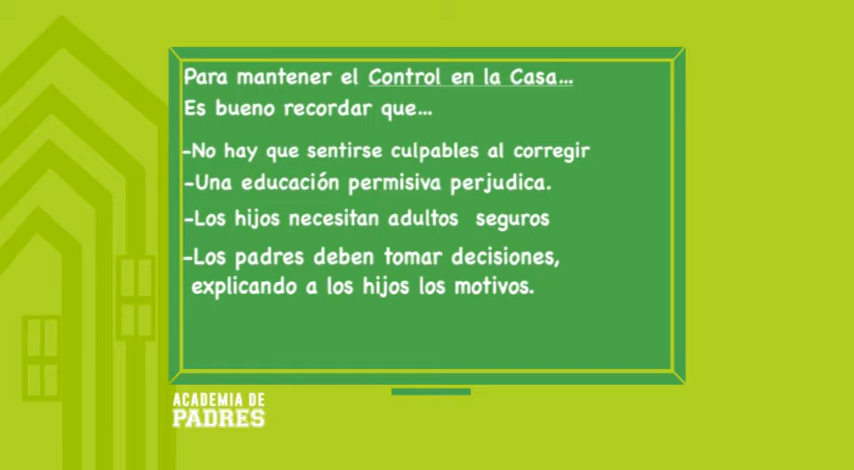 Para mantener el Control en la Casa...
Es bueno recordar que...
-No hay que sentirse culpables al corregir
-Una educación permisiva perjudica.
-Los hijos necesitan adultos seguros
-Los padres deben tomar decisiones,
explicando a los hijos los motivos.
ACADEMIA DE
PADRES